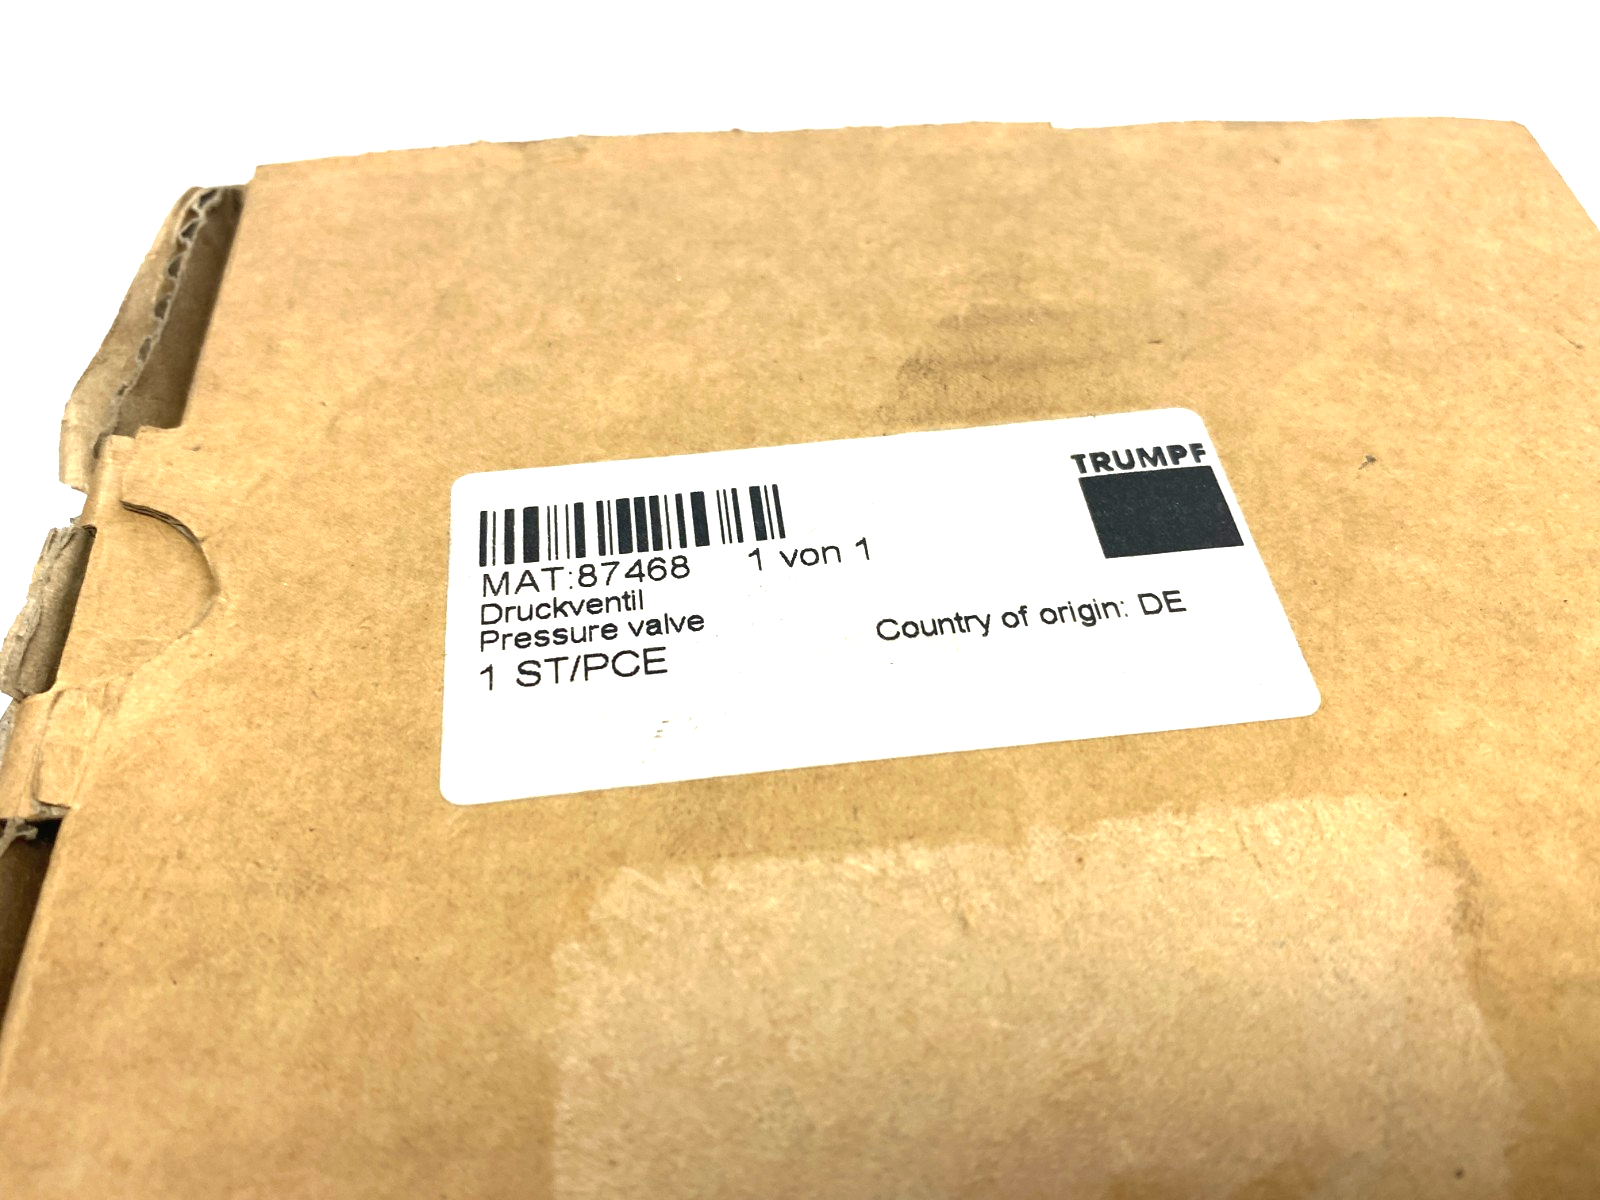 TRUMPF
MAT:87468 1 von 1
Druckventil
Pressure valve
1 ST/PCE
Country of origin: DE